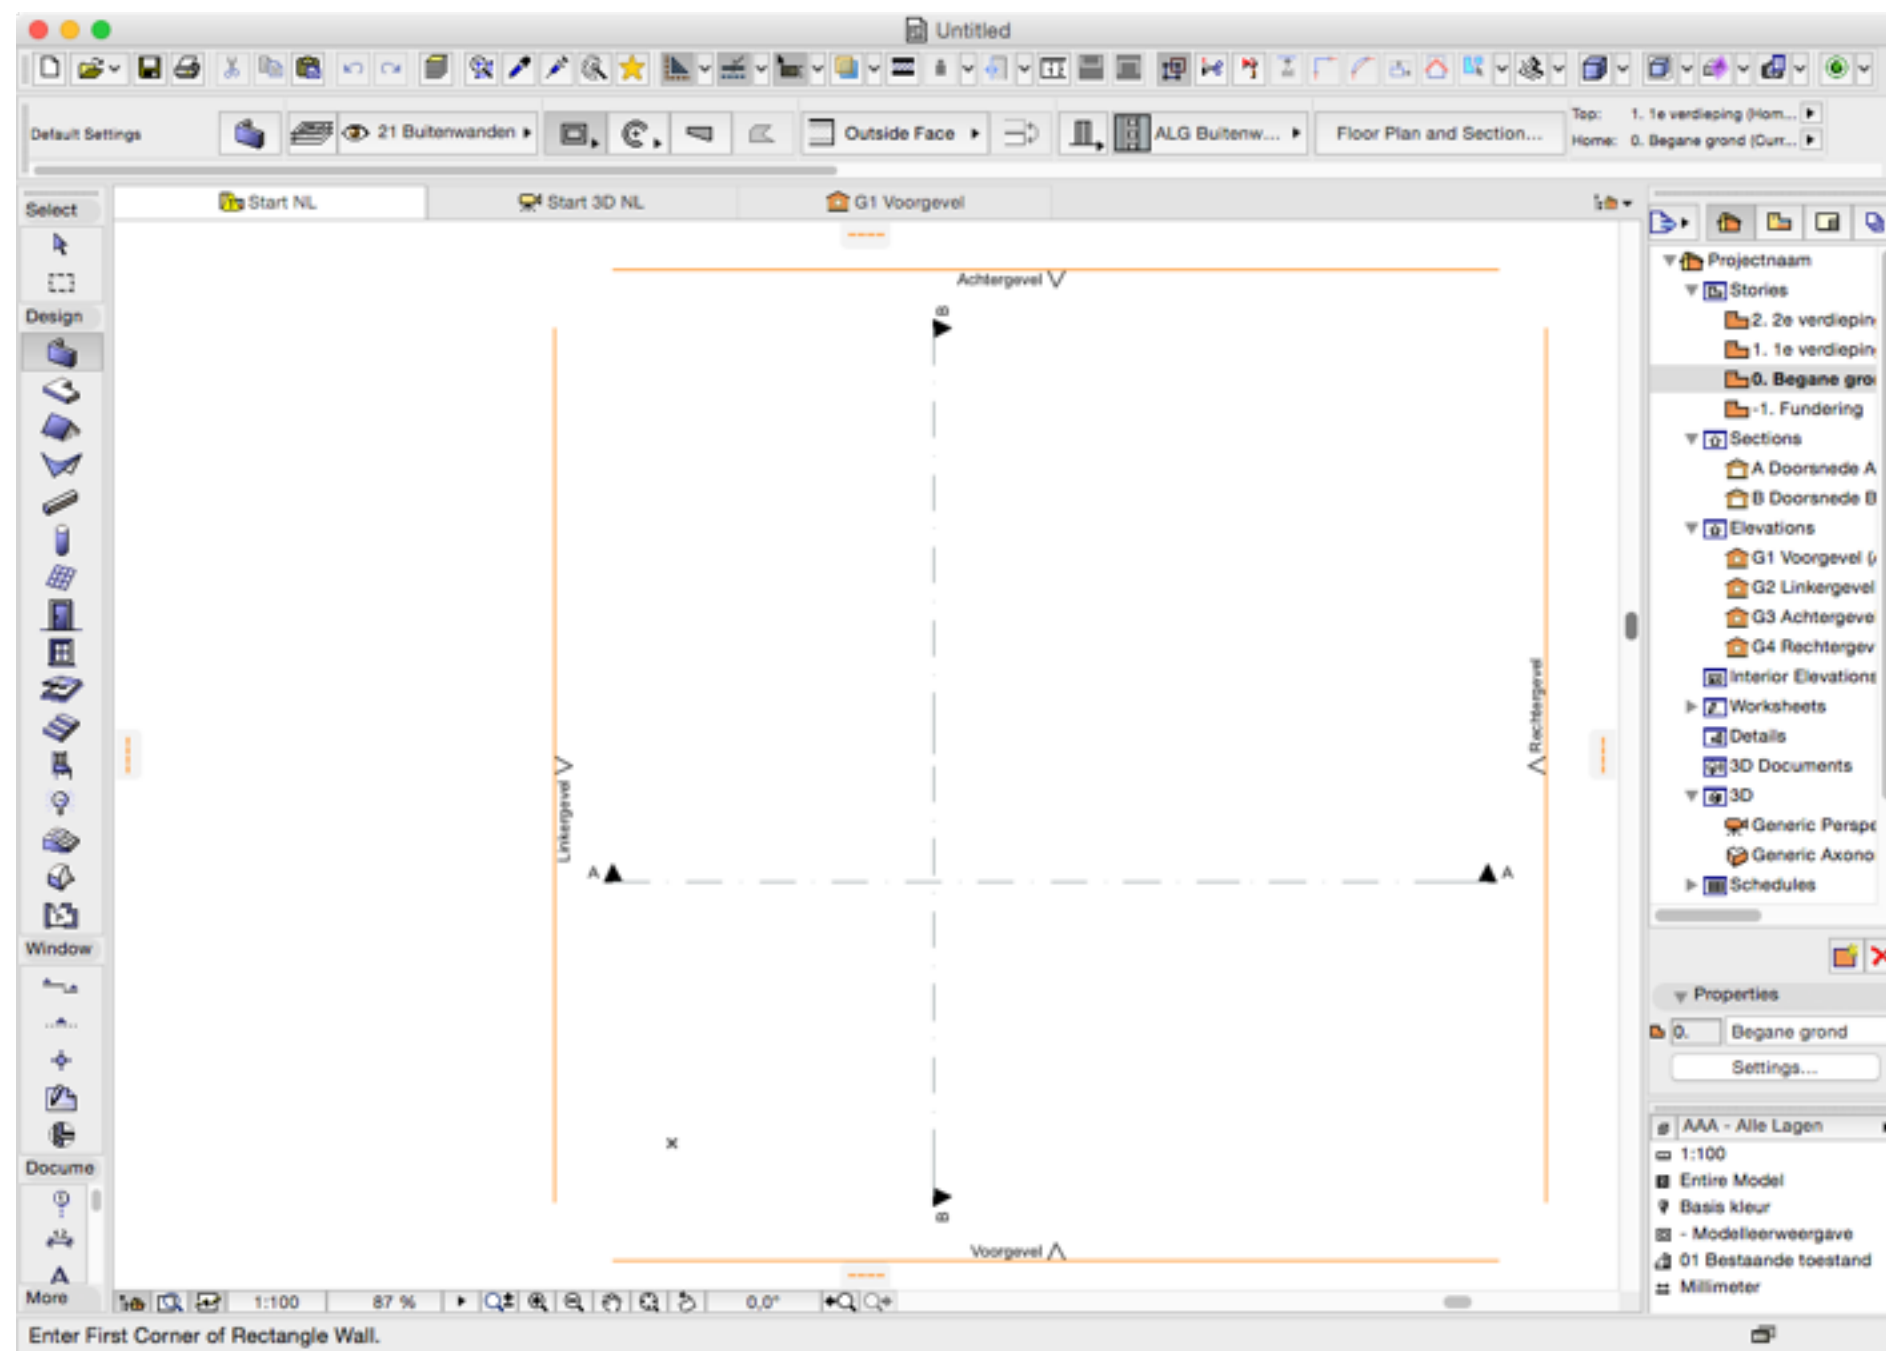 Untitled
Default Settings
21 Buitenwanden
Outside Face
ALG Buitenw...
Floor Plan and Section...
Top: 1. 1e verdieping (Hom...
Home: 0. Begane grond (Curr...
Select
Start NL
Start 3D NL
G1 Voorgevel
Design
Window
Docume
More
Achtergevel
B
Linkergevel
Rechtergevel
A
A
B
Voorgevel
Projectnaam
Stories
2. 2e verdieping
1. 1e verdieping
0. Begane gro
-1. Fundering
Sections
A Doorsnede A
B Doorsnede B
Elevations
G1 Voorgevel (
G2 Linkergevel
G3 Achtergeve
G4 Rechtergev
Interior Elevations
Worksheets
Details
3D Documents
3D
Generic Perspe
Generic Axono
Schedules
Properties
0.
Begane grond
Settings...
AAA - Alle Lagen
1:100
Entire Model
Basis kleur
- Modelleerweergave
01 Bestaande toestand
Millimeter
1:100
87 %
0,0°
Enter First Corner of Rectangle Wall.